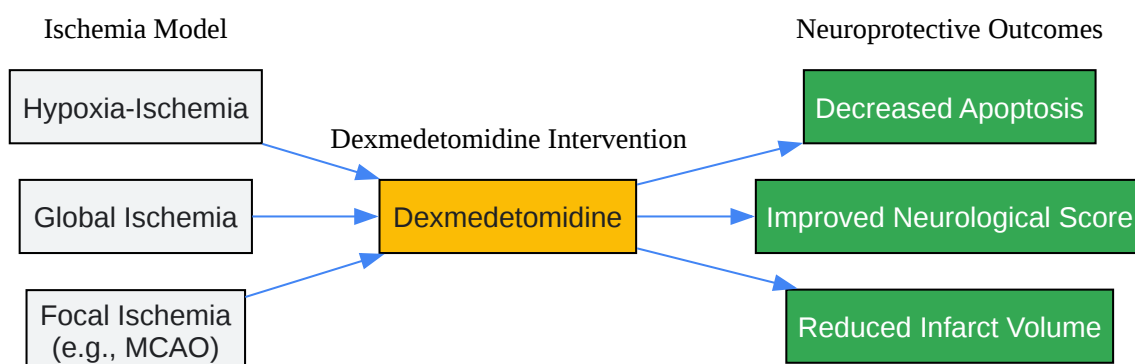 Ischemia Model
Hypoxia-Ischemia
Global Ischemia
Focal Ischemia
(e.g., MCAO)
Dexmedetomidine Intervention
Dexmedetomidine
Neuroprotective Outcomes
Decreased Apoptosis
Improved Neurological Score
Reduced Infarct Volume